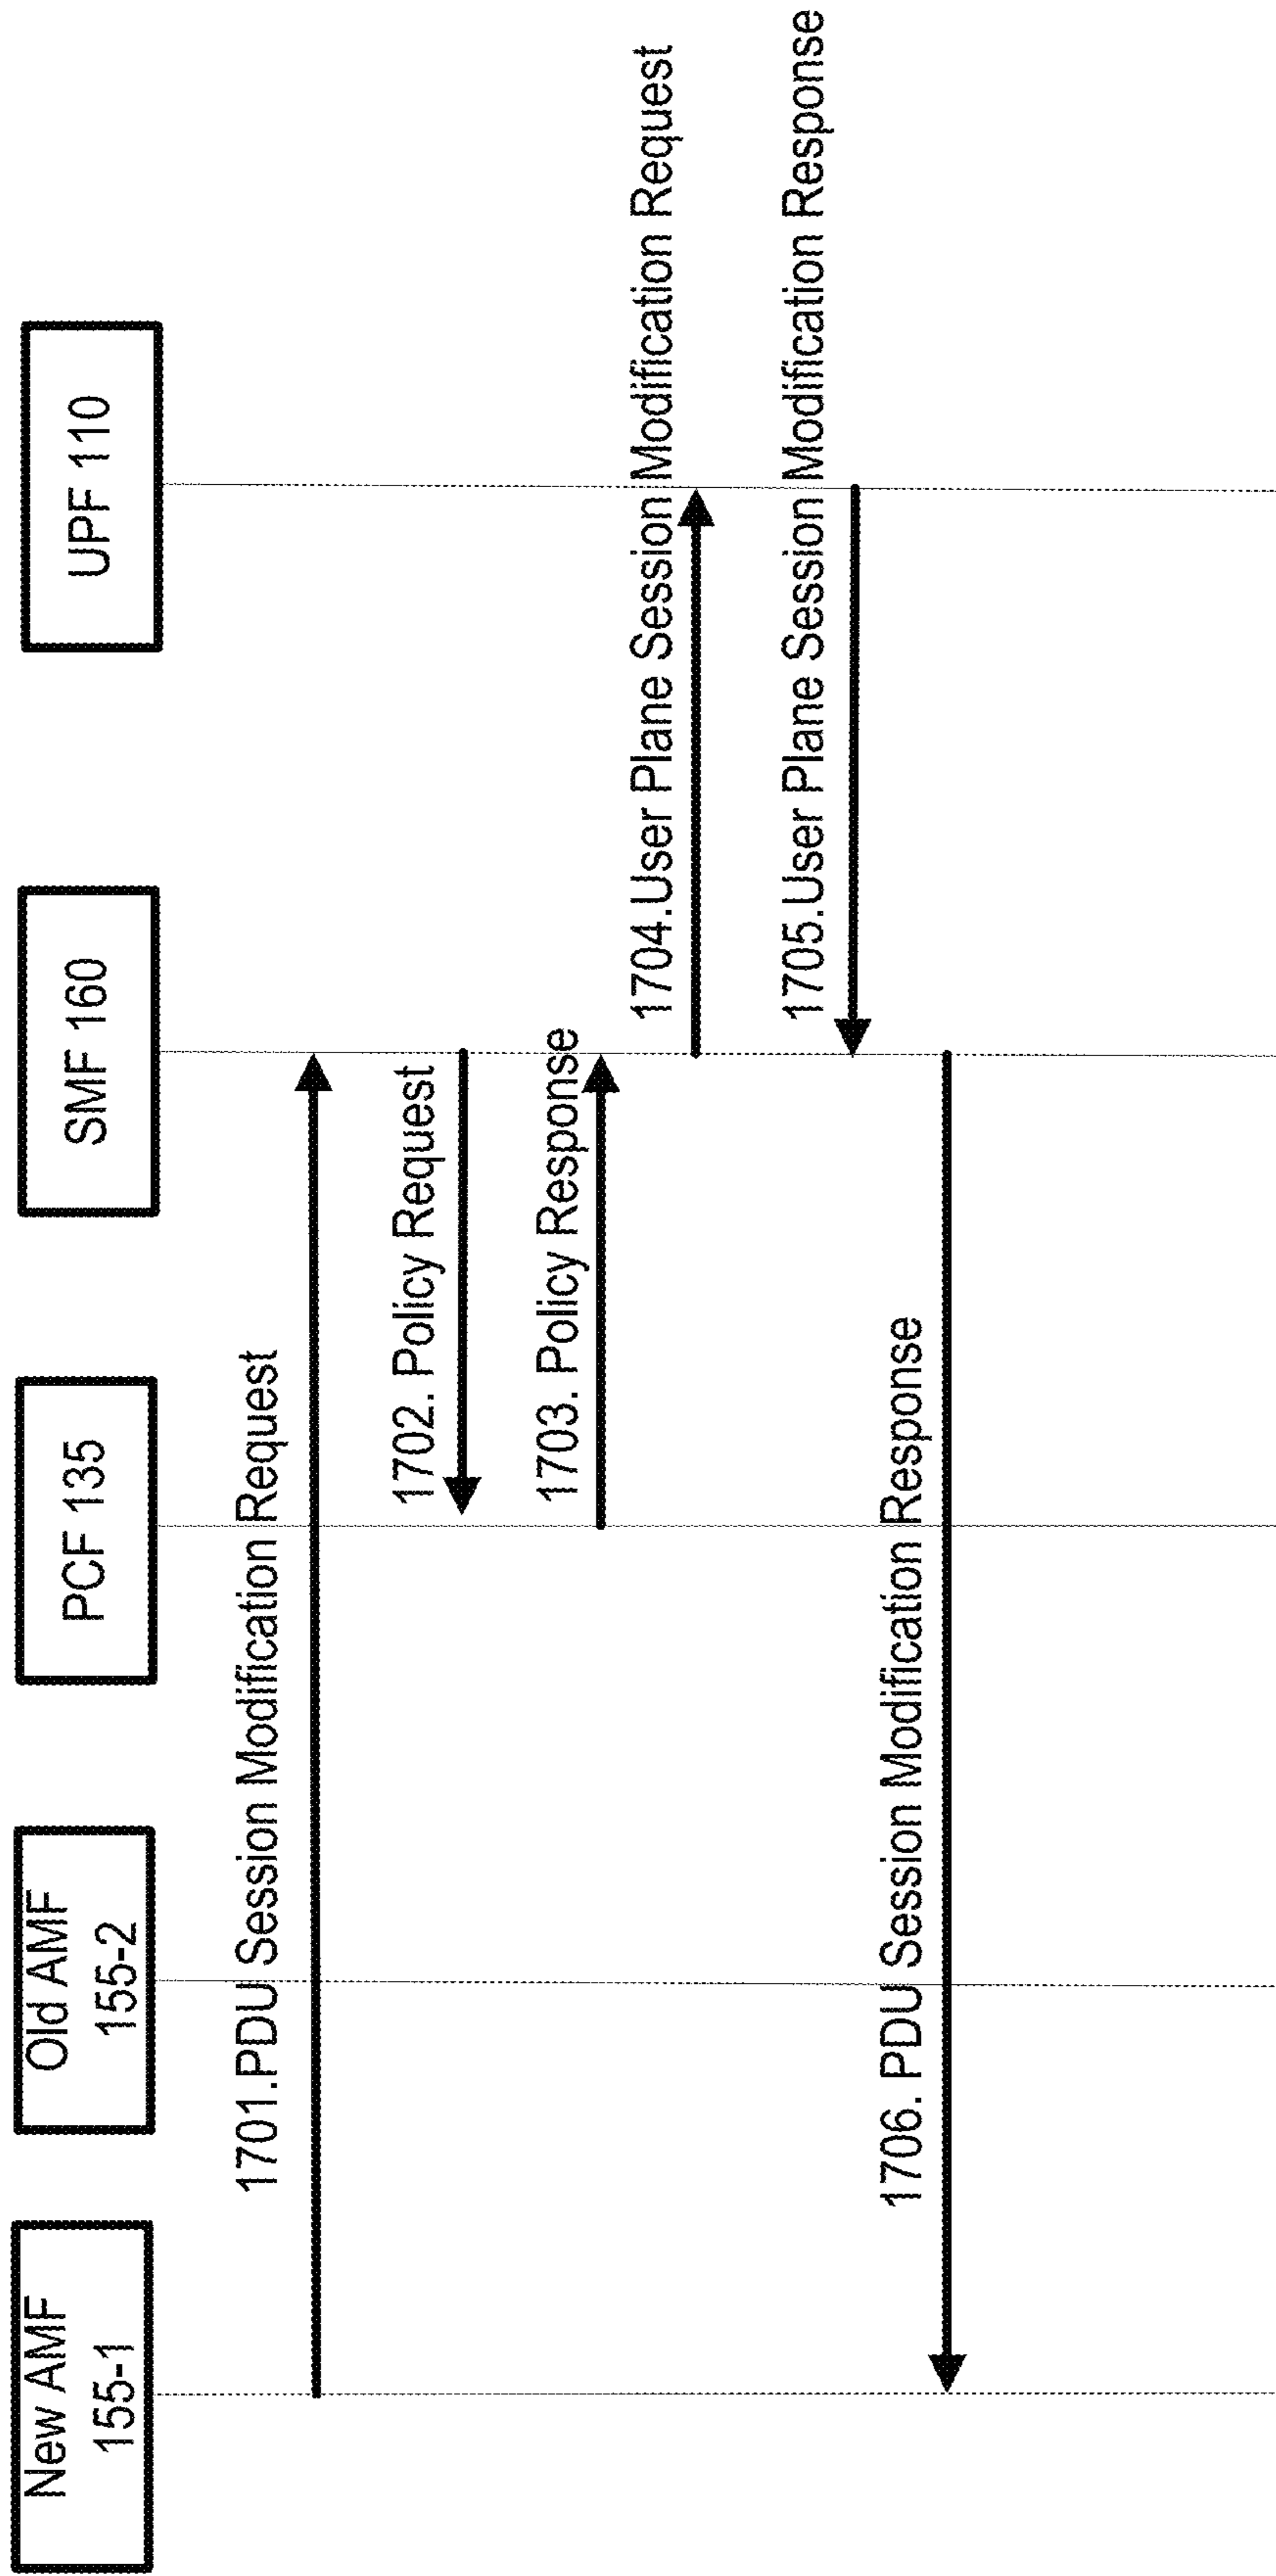 New AMF
155-1
Old AMF
155-2
PCF 135
SMF 160
UPF 110
1701.PDU Session Modification Request
1702. Policy Request
1703. Policy Response
1704.User Plane Session Modification Request
1705.User Plane Session Modification Response
1706. PDU Session Modification Response